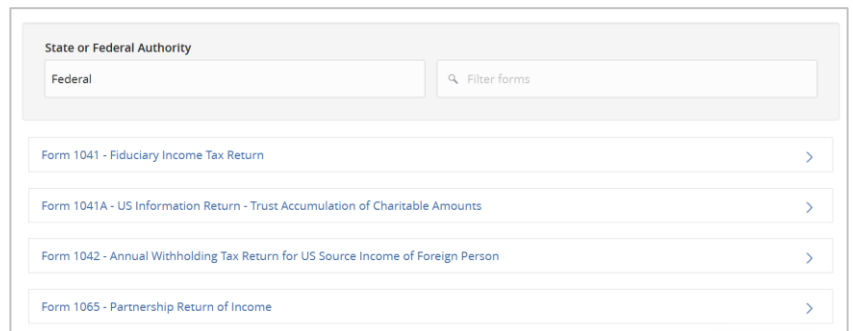 State or Federal Authority
Federal
Filter forms
Form 1041 - Fiduciary Income Tax Return
Form 1041A - US Information Return - Trust Accumulation of Charitable Amounts
Form 1042 - Annual Withholding Tax Return for US Source Income of Foreign Person
Form 1065 - Partnership Return of Income